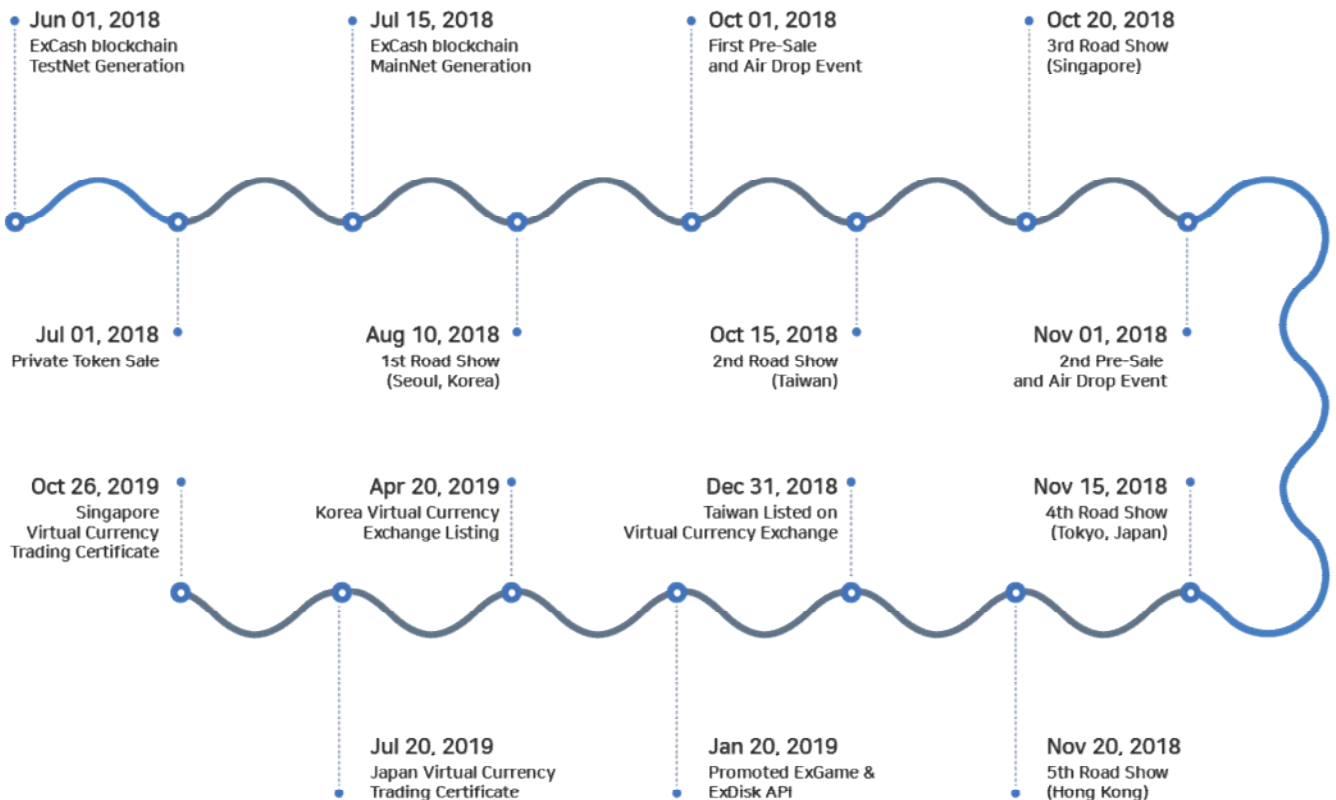 Jun 01, 2018
ExCash blockchain
TestNet Generation
Jul 01, 2018
Private Token Sale
Jul 15, 2018
ExCash blockchain
MainNet Generation
Aug 10, 2018
1st Road Show
(Seoul, Korea)
Oct 01, 2018
First Pre-Sale
and Air Drop Event
Oct 15, 2018
2nd Road Show
(Taiwan)
Oct 20, 2018
3rd Road Show
(Singapore)
Nov 01, 2018
2nd Pre-Sale
and Air Drop Event
Nov 15, 2018
4th Road Show
(Tokyo, Japan)
Nov 20, 2018
5th Road Show
(Hong Kong)
Dec 31, 2018
Taiwan Listed on
Virtual Currency Exchange
Jan 20, 2019
Promoted ExGame &
ExDisk API
Apr 20, 2019
Korea Virtual Currency
Exchange Listing
Jul 20, 2019
Japan Virtual Currency
Trading Certificate
Oct 26, 2019
Singapore
Virtual Currency
Trading Certificate